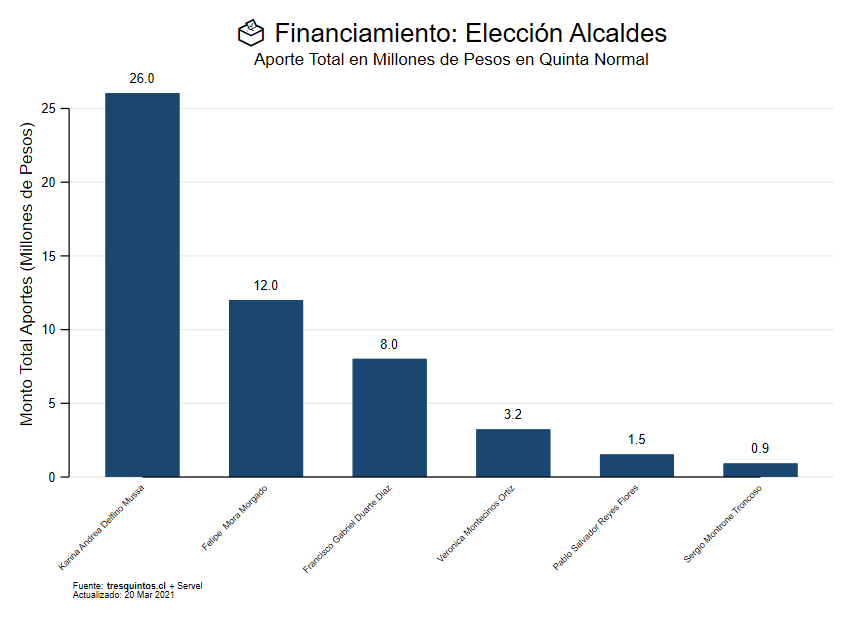 Financiamiento: Elección Alcaldes
Aporte Total en Millones de Pesos en Quinta Normal
Monto Total Aportes (Millones de Pesos)
25
20
15
10
5
0
26.0
12.0
8.0
3.2
1.5
0.9
Karina Andrea Delfino Mussa
Felipe Mora Morgado
Francisco Gabriel Duarte Diaz
Veronica Montecinos Ortiz
Pablo Salvador Reyes Flores
Sergio Montrone Troncoso
Fuente: tresquintos.cl + Servel
Actualizado: 20 Mar 2021